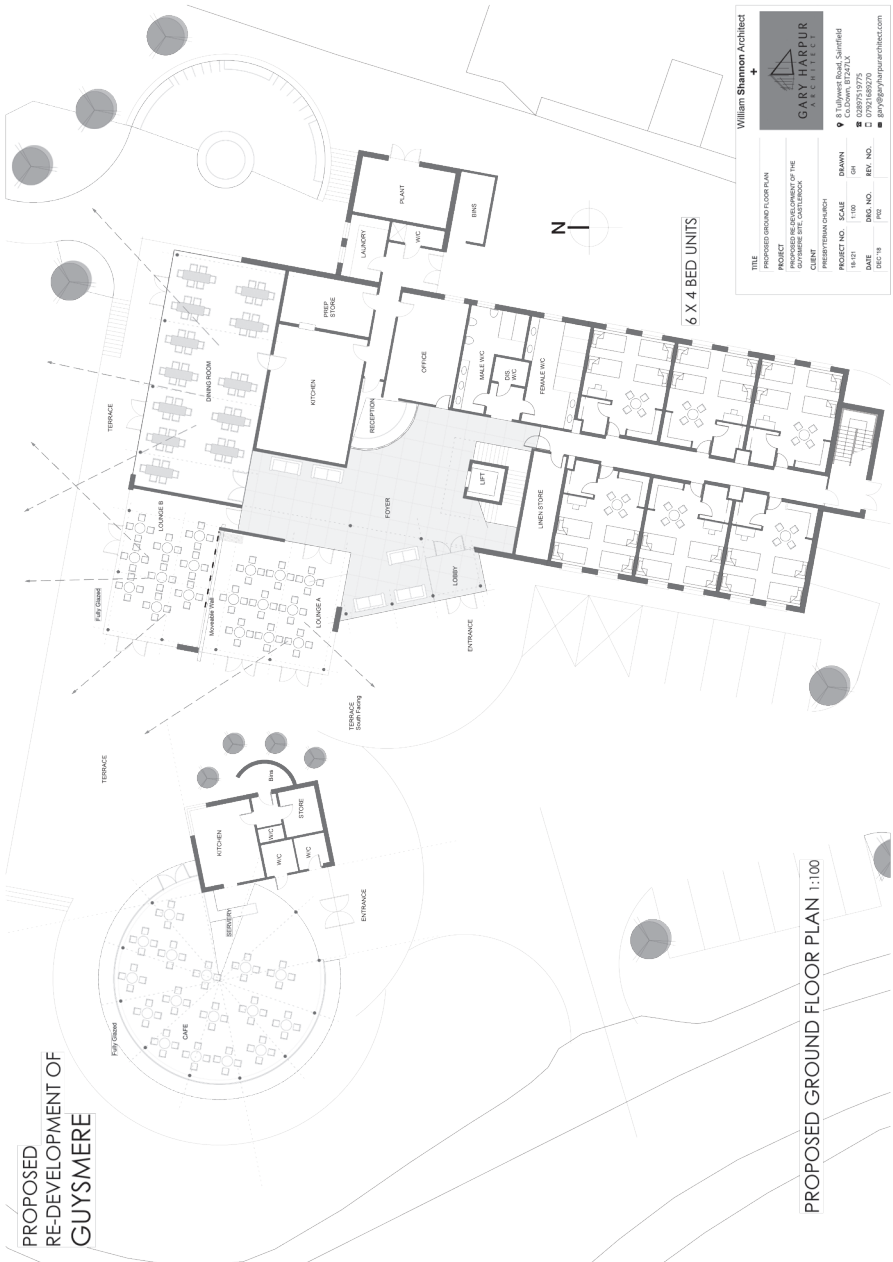 PROPOSED
RE-DEVELOPMENT OF
GUYSMERE
Fully Glazed
CAFE
SERVERY
KITCHEN
W/C
W/C
W/C
STORE
Bins
ENTRANCE
TERRACE
TERRACE
South Facing
Fully Glazed
LOUNGE B
Moveable Wall
LOUNGE A
ENTRANCE
LOBBY
FOYER
TERRACE
DINING ROOM
KITCHEN
PREP
STORE
RECEPTION
OFFICE
LAUNDRY
W/C
PLANT
BINS
MALE W/C
DIS.
W/C
FEMALE W/C
LIFT
LINEN STORE
N
6 X 4 BED UNITS
PROPOSED GROUND FLOOR PLAN 1:100
TITLE
PROPOSED GROUND FLOOR PLAN
PROJECT
PROPOSED RE-DEVELOPMENT OF THE
GUYSMERE SITE, CASTLEROCK
CLIENT
PRESBYTERIAN CHURCH
PROJECT NO. SCALE DRAWN
18-121 1:100 GH
DATE DRG. NO. REV. NO.
DEC '18 P02
William Shannon Architect
+
GARY HARPUR
ARCHITECT
8 Tullywest Road, Saintfield
Co.Down, BT247LX
02897519775
07921689270
gary@garyharpurarchitect.com